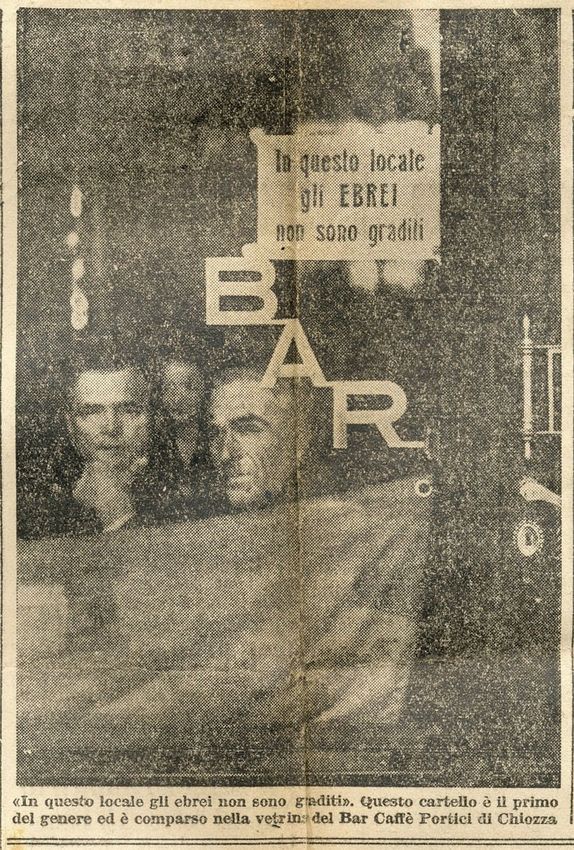 In questo locale
gli EBREI
non sono graditi
BAR
«In questo locale gli ebrei non sono graditi». Questo cartello è il primo
del genere ed è comparso nella vetrina del Bar Caffè Portici di Chiozza